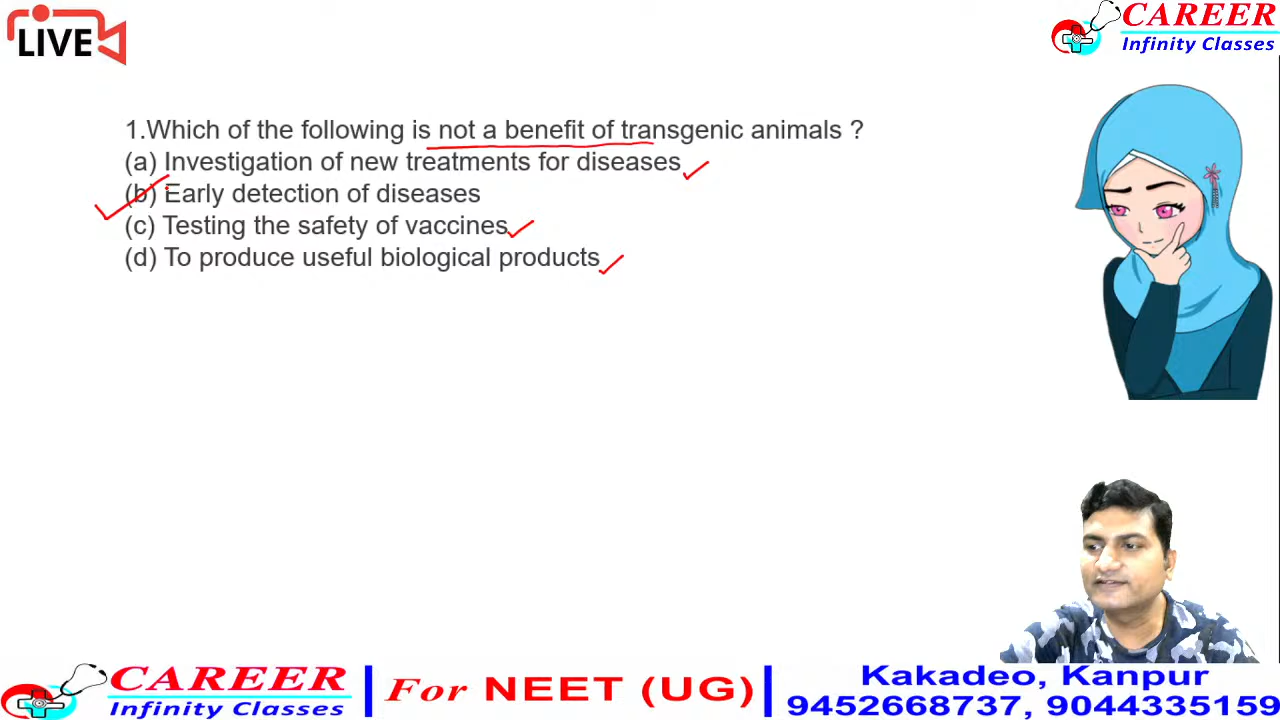 LIVE
CAREER
Infinity Classes
1.Which of the following is not a benefit of transgenic animals ?
(a) Investigation of new treatments for diseases
(b) Early detection of diseases
(c) Testing the safety of vaccines
(d) To produce useful biological products
CAREER
Infinity Classes
For NEET (UG)
Kakadeo, Kanpur
9452668737, 9044335159